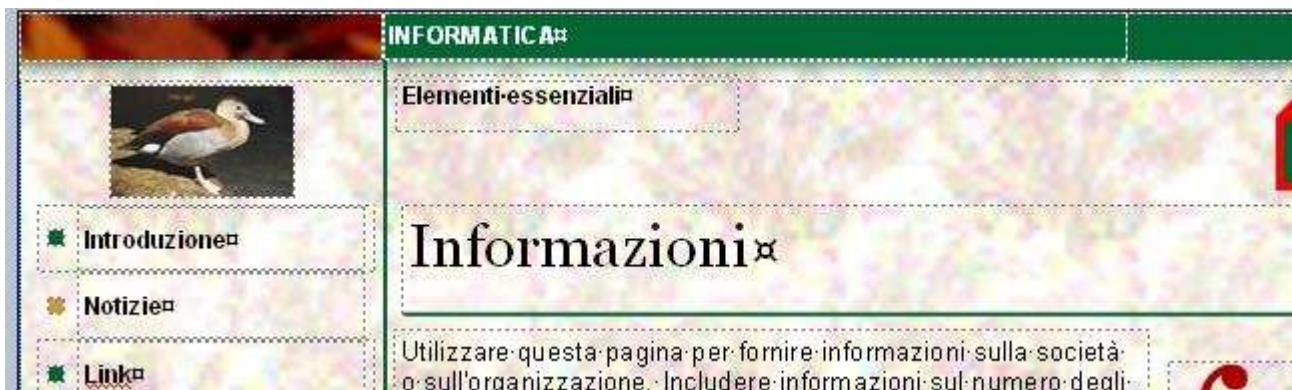 INFORMATICA¤
Elementi·essenziali¤
Introduzione¤
Notizie¤
Link¤
Informazioni¤
Utilizzare·questa·pagina·per·fornire·informazioni·sulla·società·
o·sull'organizzazione.·Includere·informazioni·sul·numero·degli·